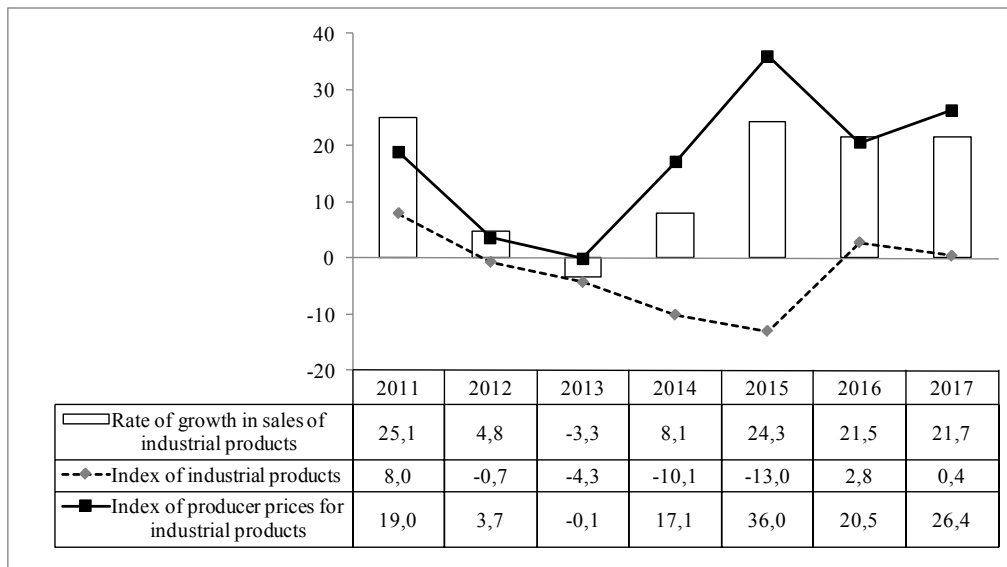 40
30
20
10
0
-10
-20
2011 2012 2013 2014 2015 2016 2017
Rate of growth in sales of
industrial products
25,1 4,8 -3,3 8,1 24,3 21,5 21,7
Index of industrial products 8,0 -0,7 -4,3 -10,1 -13,0 2,8 0,4
Index of producer prices for
industrial products
19,0 3,7 -0,1 17,1 36,0 20,5 26,4